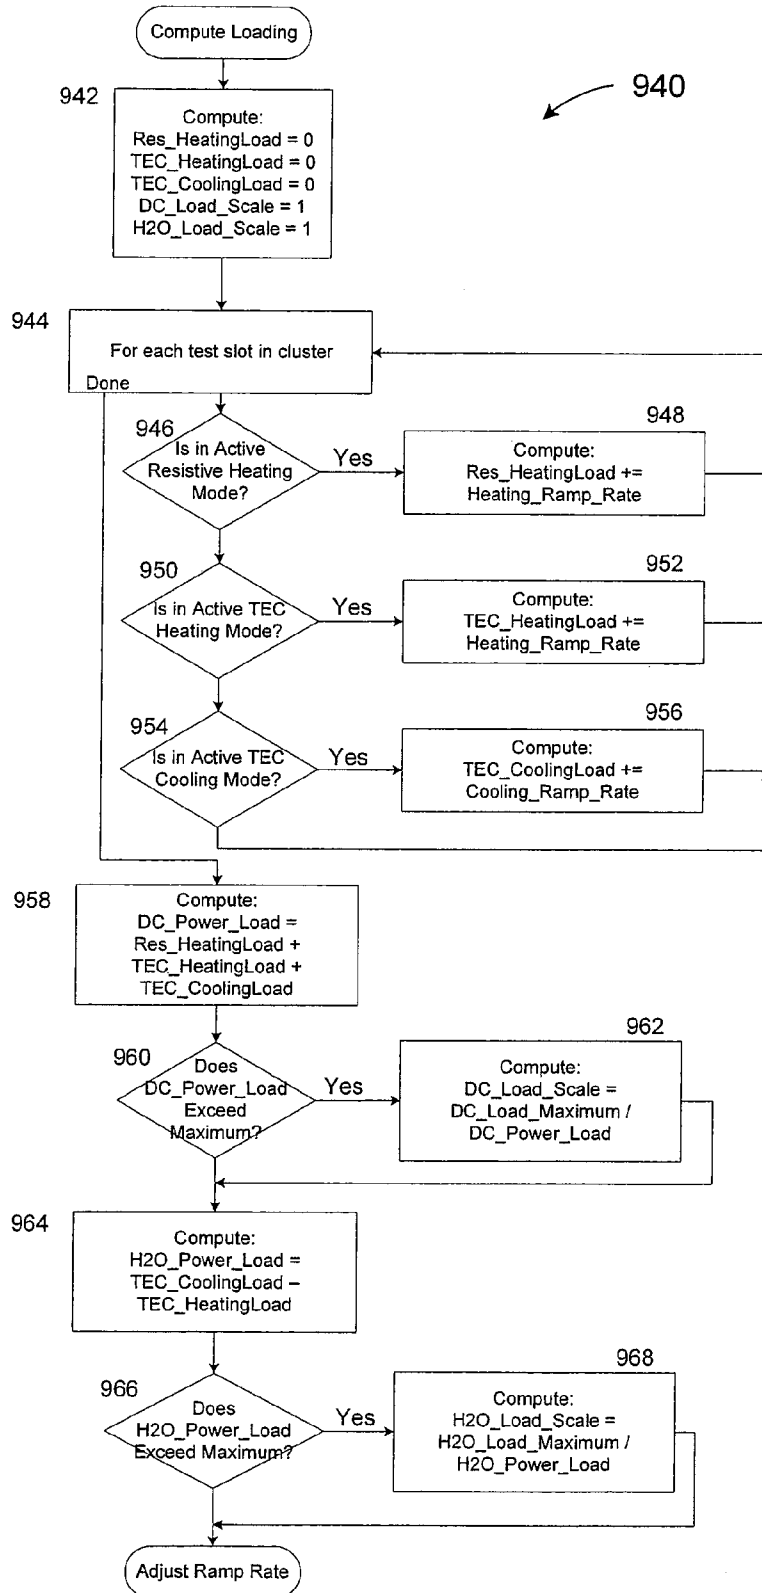 Compute Loading
940
942
Compute:
Res_HeatingLoad = 0
TEC_HeatingLoad = 0
TEC_CoolingLoad = 0
DC_Load_Scale = 1
H2O_Load_Scale = 1
944
For each test slot in cluster
Done
946
Is in Active
Resistive Heating
Mode?
Yes
948
Compute:
Res_HeatingLoad +=
Heating_Ramp_Rate
950
Is in Active TEC
Heating Mode?
Yes
952
Compute:
TEC_HeatingLoad +=
Heating_Ramp_Rate
954
Is in Active TEC
Cooling Mode?
Yes
956
Compute:
TEC_CoolingLoad +=
Cooling_Ramp_Rate
958
Compute:
DC_Power_Load =
Res_HeatingLoad +
TEC_HeatingLoad +
TEC_CoolingLoad
960
Does
DC_Power_Load
Exceed
Maximum?
Yes
962
Compute:
DC_Load_Scale =
DC_Load_Maximum /
DC_Power_Load
964
Compute:
H2O_Power_Load =
TEC_CoolingLoad –
TEC_HeatingLoad
966
Does
H2O_Power_Load
Exceed Maximum?
Yes
968
Compute:
H2O_Load_Scale =
H2O_Load_Maximum /
H2O_Power_Load
Adjust Ramp Rate